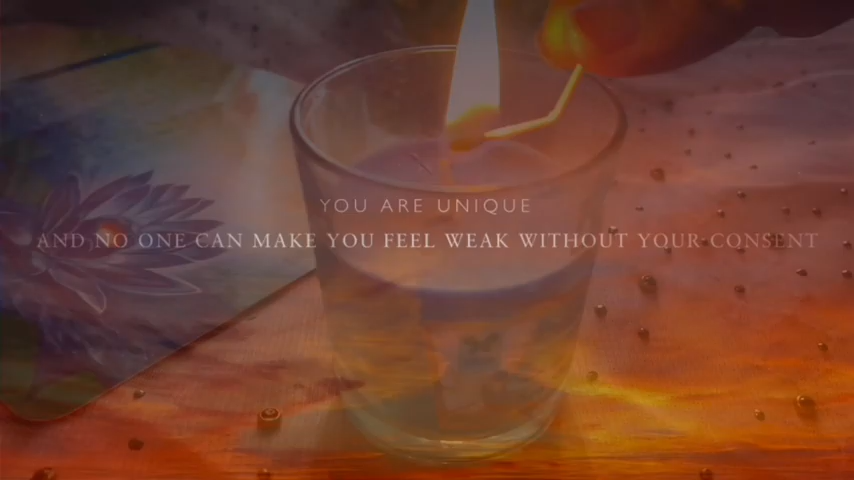 YOU ARE UNIQUE
AND NO ONE CAN MAKE YOU FEEL WEAK WITHOUT YOUR CONSENT